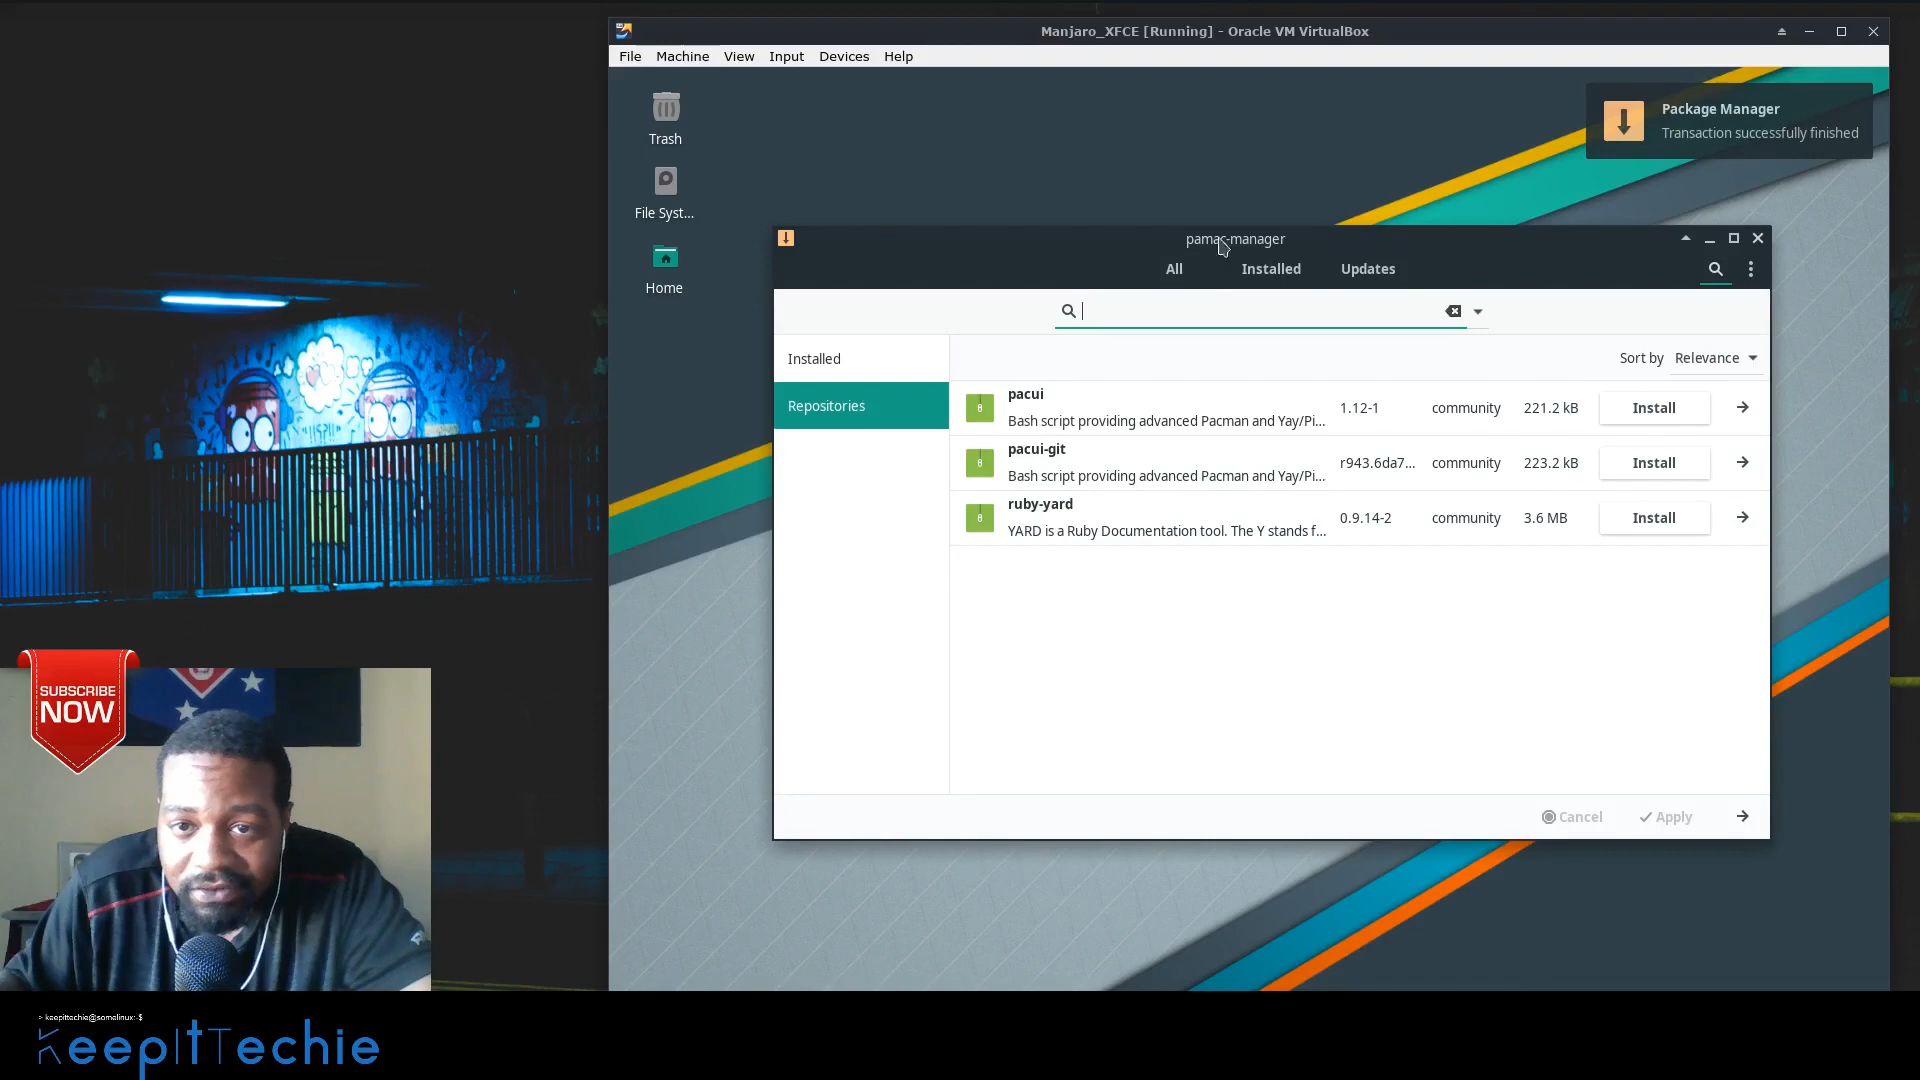 Manjaro_XFCE [Running] - Oracle VM VirtualBox
File Machine View Input Devices Help
Trash
File Syst...
Home
Package Manager
Transaction successfully finished
pamac-manager
All Installed Updates
Installed
Repositories
Sort by Relevance
pacui
Bash script providing advanced Pacman and Yay/Pi...
1.12-1 community 221.2 kB Install
pacui-git
Bash script providing advanced Pacman and Yay/Pi...
r943.6da7... community 223.2 kB Install
ruby-yard
YARD is a Ruby Documentation tool. The Y stands f...
0.9.14-2 community 3.6 MB Install
Cancel Apply
SUBSCRIBE
NOW
> keepittechie@somelinux:-$
KeepItTechie